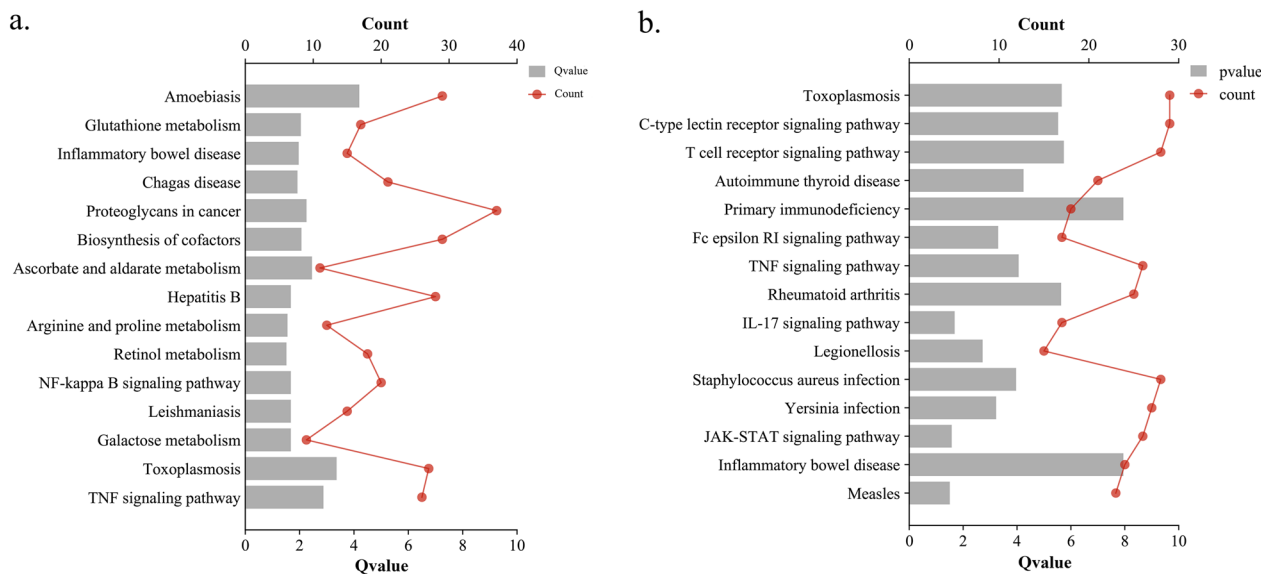 a.
Count
0 10 20 30 40
Qvalue
Count
Amoebiasis
Glutathione metabolism
Inflammatory bowel disease
Chagas disease
Proteoglycans in cancer
Biosynthesis of cofactors
Ascorbate and aldarate metabolism
Hepatitis B
Arginine and proline metabolism
Retinol metabolism
NF-kappa B signaling pathway
Leishmaniasis
Galactose metabolism
Toxoplasmosis
TNF signaling pathway
0 2 4 6 8 10
Qvalue
b.
Count
0 10 20 30
pvalue
count
Toxoplasmosis
C-type lectin receptor signaling pathway
T cell receptor signaling pathway
Autoimmune thyroid disease
Primary immunodeficiency
Fc epsilon RI signaling pathway
TNF signaling pathway
Rheumatoid arthritis
IL-17 signaling pathway
Legionellosis
Staphylococcus aureus infection
Yersinia infection
JAK-STAT signaling pathway
Inflammatory bowel disease
Measles
0 2 4 6 8 10
Qvalue